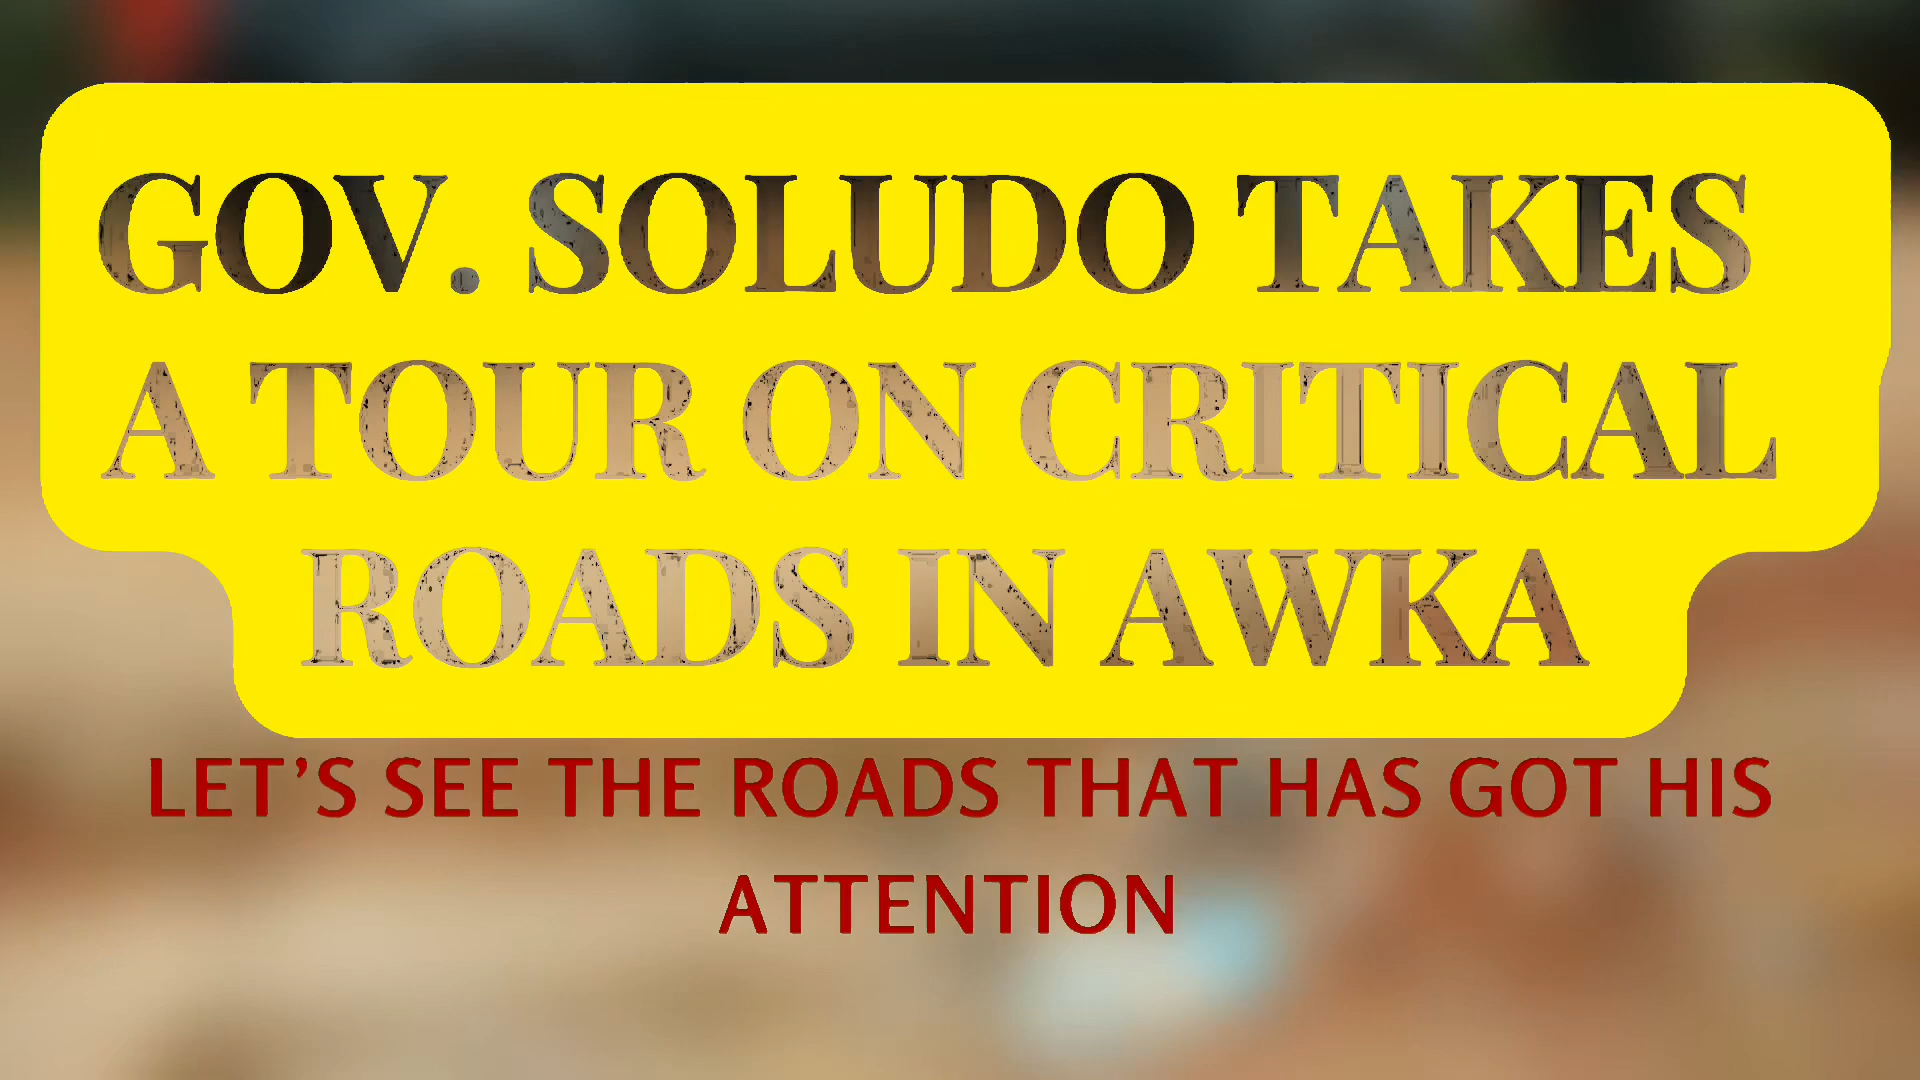 GOV. SOLUDO TAKES
A TOUR ON CRITICAL
ROADS IN AWKA
LET’S SEE THE ROADS THAT HAS GOT HIS
ATTENTION